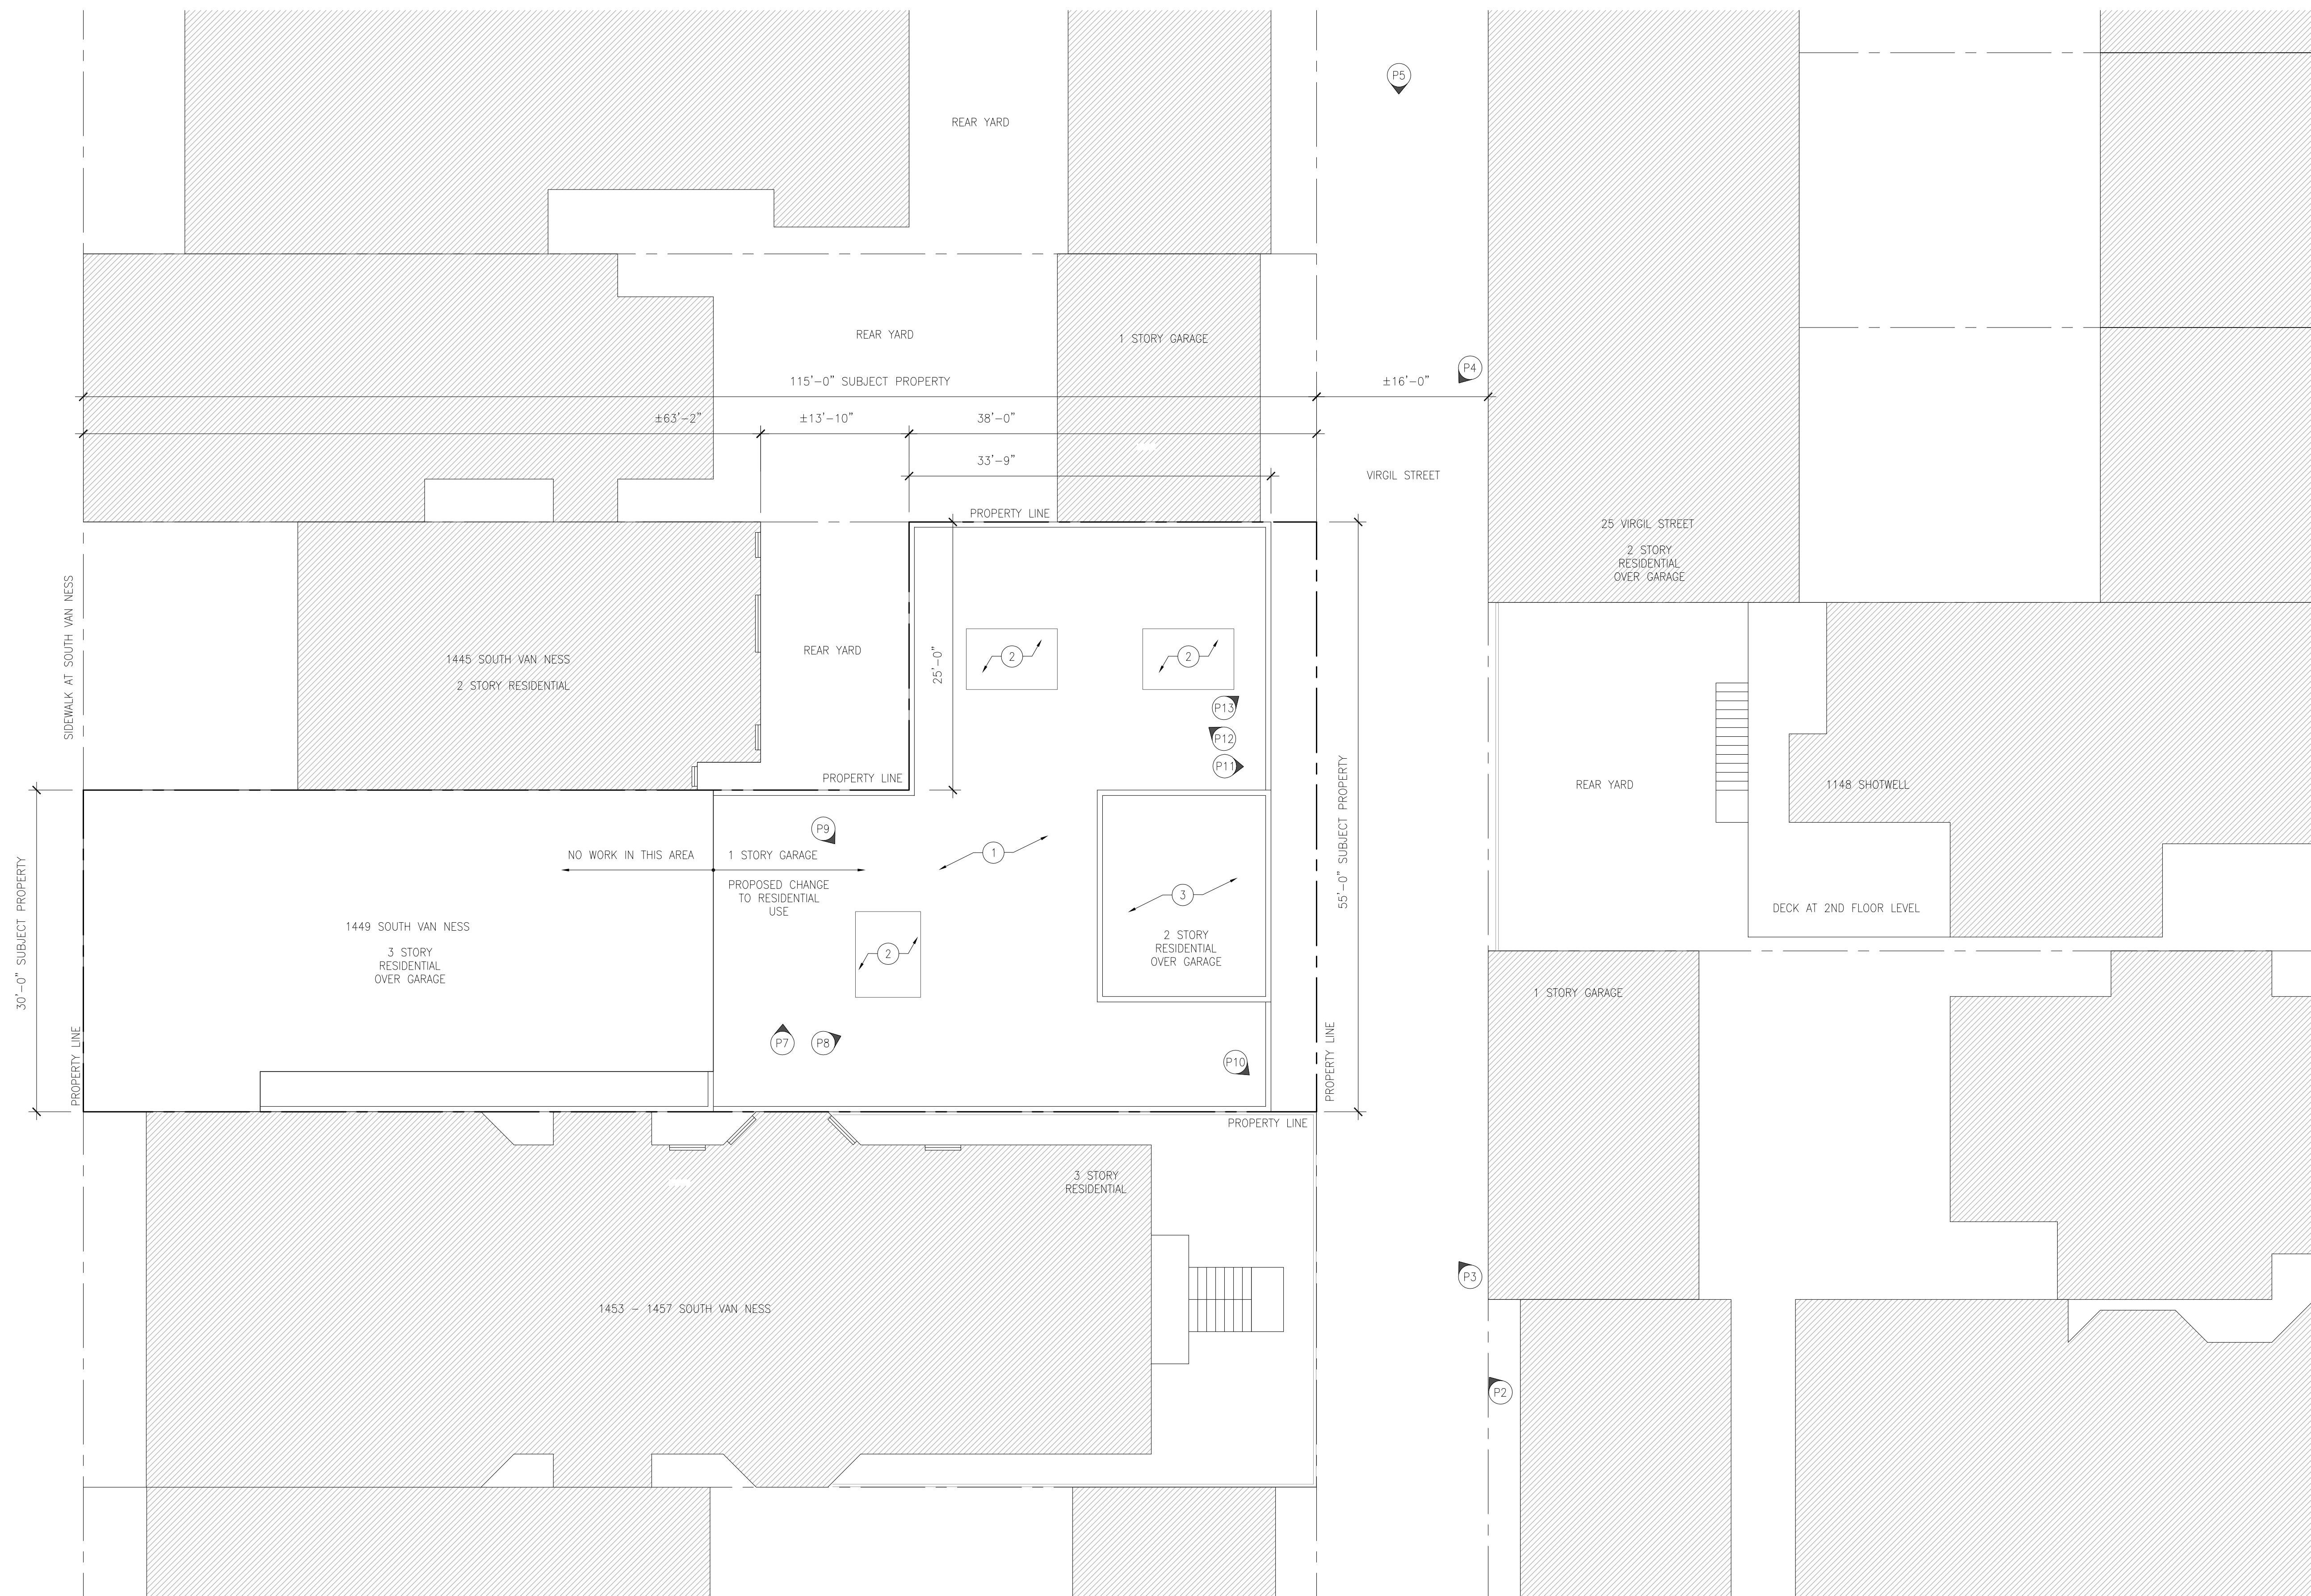 P5
REAR YARD
REAR YARD
1 STORY GARAGE
P4
115'-0" SUBJECT PROPERTY
±16'-0"
±63'-2"
±13'-10"
38'-0"
33'-9"
VIRGIL STREET
PROPERTY LINE
25 VIRGIL STREET
2 STORY
RESIDENTIAL
OVER GARAGE
SIDEWALK AT SOUTH VAN NESS
1445 SOUTH VAN NESS
2 STORY RESIDENTIAL
REAR YARD
25'-0"
2
2
P13
P12
P11
PROPERTY LINE
55'-0" SUBJECT PROPERTY
REAR YARD
1148 SHOTWELL
P9
NO WORK IN THIS AREA
1 STORY GARAGE
PROPOSED CHANGE
TO RESIDENTIAL
USE
1
3
2 STORY
RESIDENTIAL
OVER GARAGE
2
30'-0" SUBJECT PROPERTY
1449 SOUTH VAN NESS
3 STORY
RESIDENTIAL
OVER GARAGE
DECK AT 2ND FLOOR LEVEL
1 STORY GARAGE
P7
P8
P10
PROPERTY LINE
PROPERTY LINE
PROPERTY LINE
3 STORY
RESIDENTIAL
1453 - 1457 SOUTH VAN NESS
P3
P2